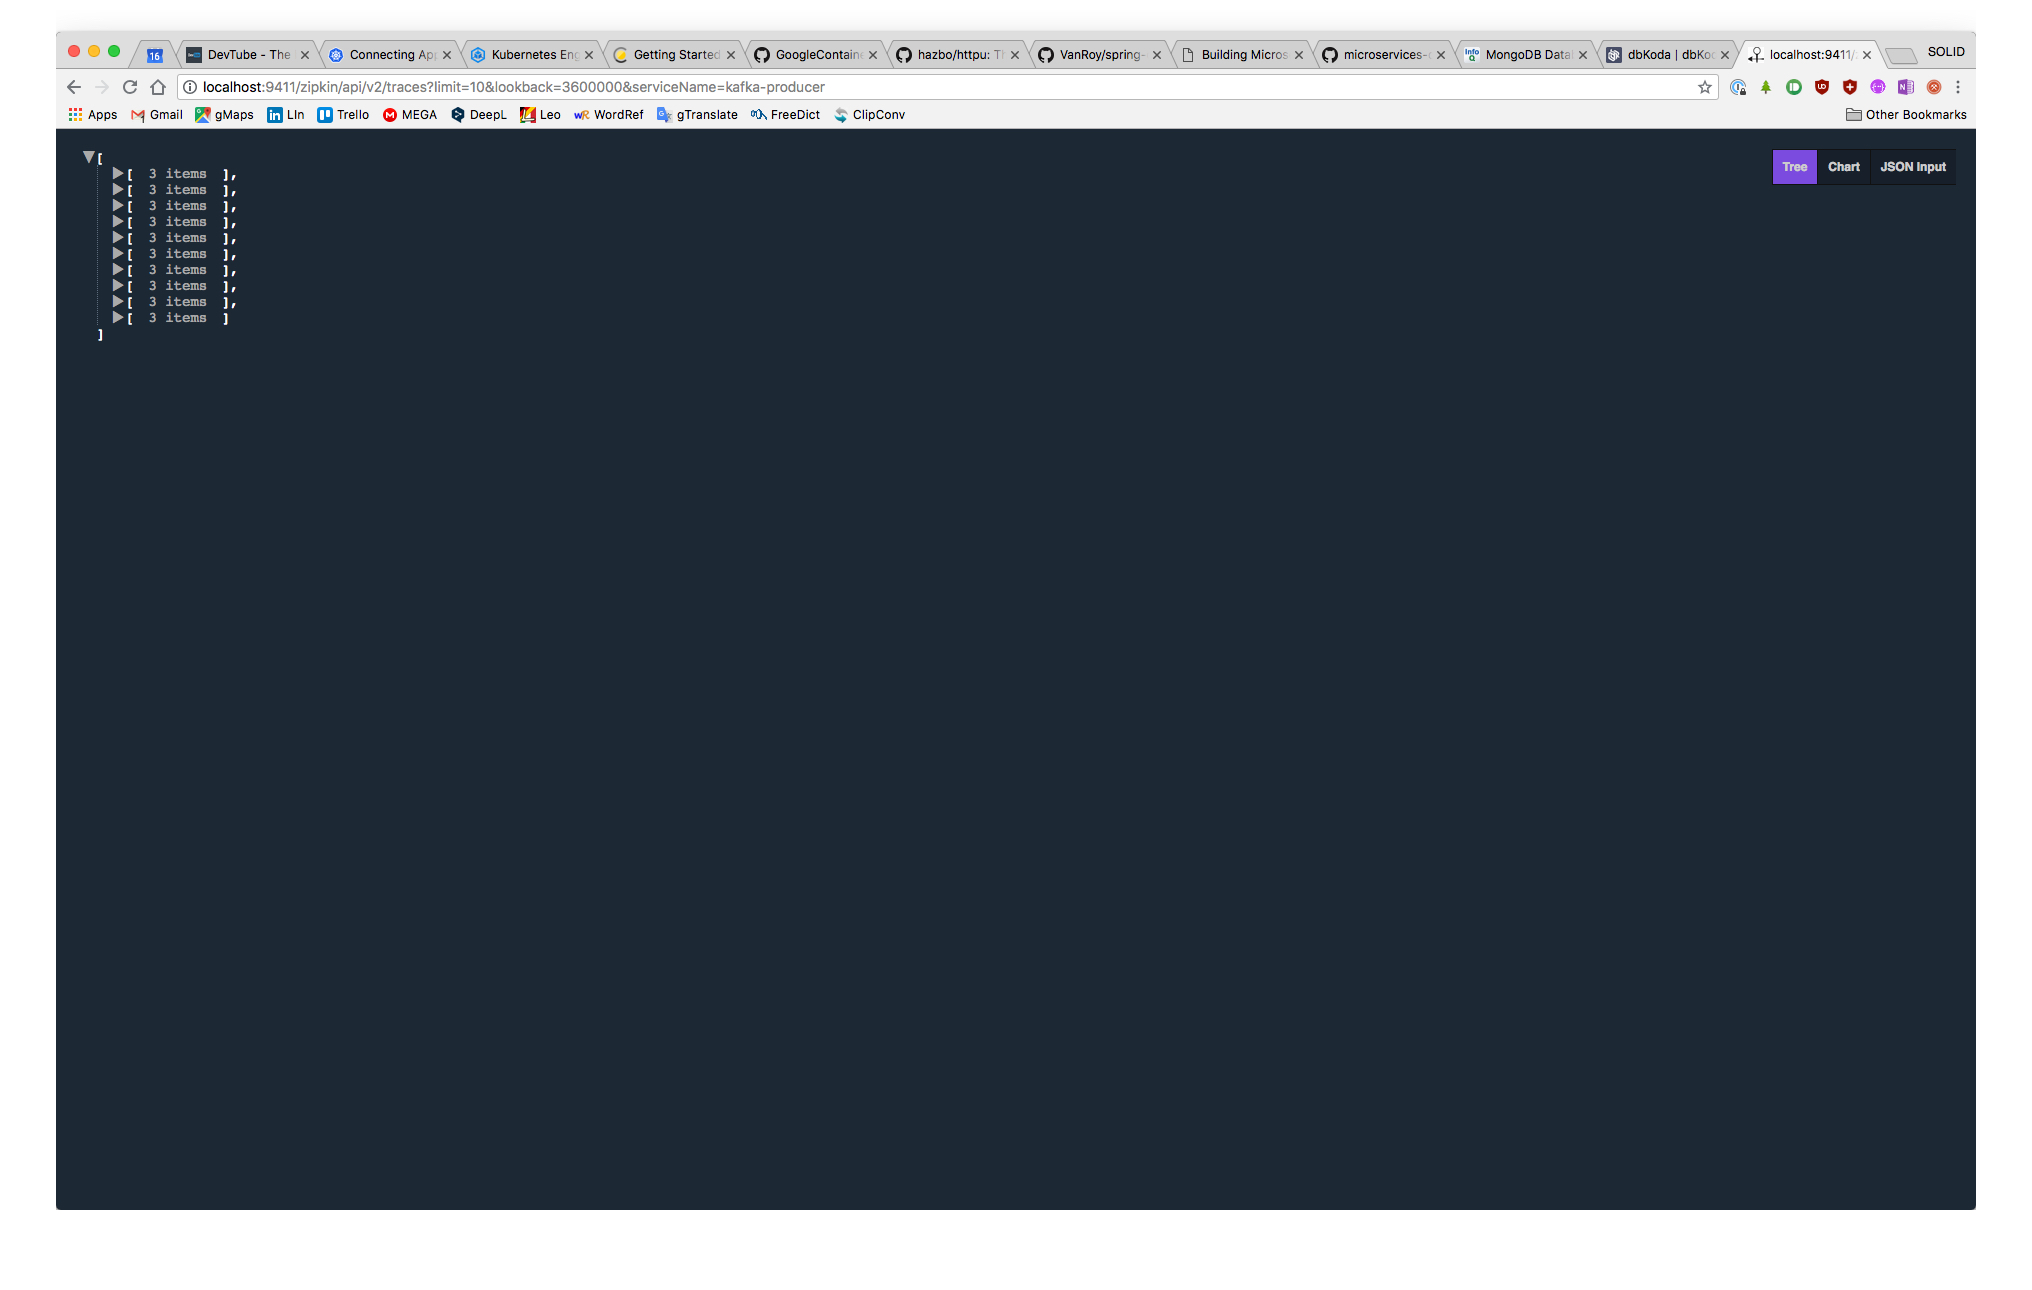 16 DevTube - The Connecting Ap Kubernetes Eng Getting Started GoogleContain hazbo/httpu: Th VanRoy/spring- Building Micros microservices- MongoDB Data dbKoda | dbKo localhost:9411/ SOLID
localhost:9411/zipkin/api/v2/traces?limit=10&lookback=3600000&serviceName=kafka-producer
Apps Gmail gMaps LIn Trello MEGA DeepL Leo WordRef gTranslate FreeDict ClipConv Other Bookmarks
[
[ 3 items ],
[ 3 items ],
[ 3 items ],
[ 3 items ],
[ 3 items ],
[ 3 items ],
[ 3 items ],
[ 3 items ],
[ 3 items ],
[ 3 items ]
]
Tree Chart JSON Input